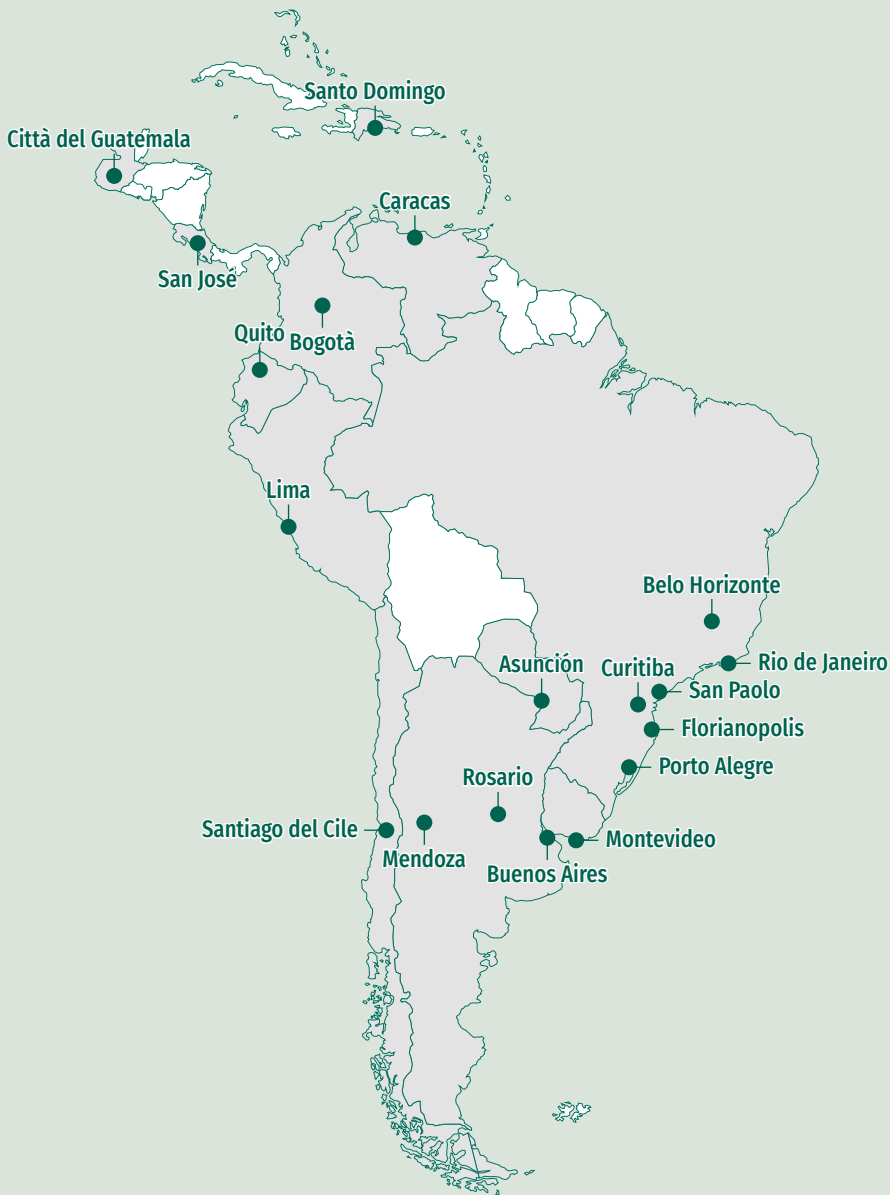 Santo Domingo
Città del Guatemala
Caracas
San José
Quito
Bogotà
Lima
Belo Horizonte
Asunción
Curitiba
Rio de Janeiro
San Paolo
Florianopolis
Porto Alegre
Rosario
Santiago del Cile
Mendoza
Montevideo
Buenos Aires